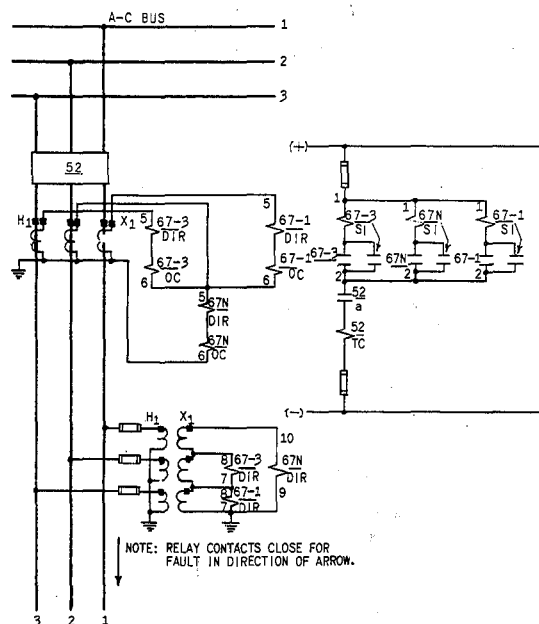 A-C BUS
1
2
3
(+)
52
H1
X1
5
67-3
DIR
5
67-1
DIR
67-3
OC
6
67-1
OC
6
5
67N
DIR
67N
OC
6
1
67-3
SI
1
67N
SI
1
67-1
SI
67-3
67N
67-1
2
2
2
52
a
52
TC
(-)
H1
X1
10
8
67-3
DIR
7
67N
DIR
8
67-1
DIR
7
9
NOTE: RELAY CONTACTS CLOSE FOR
FAULT IN DIRECTION OF ARROW.
3
2
1